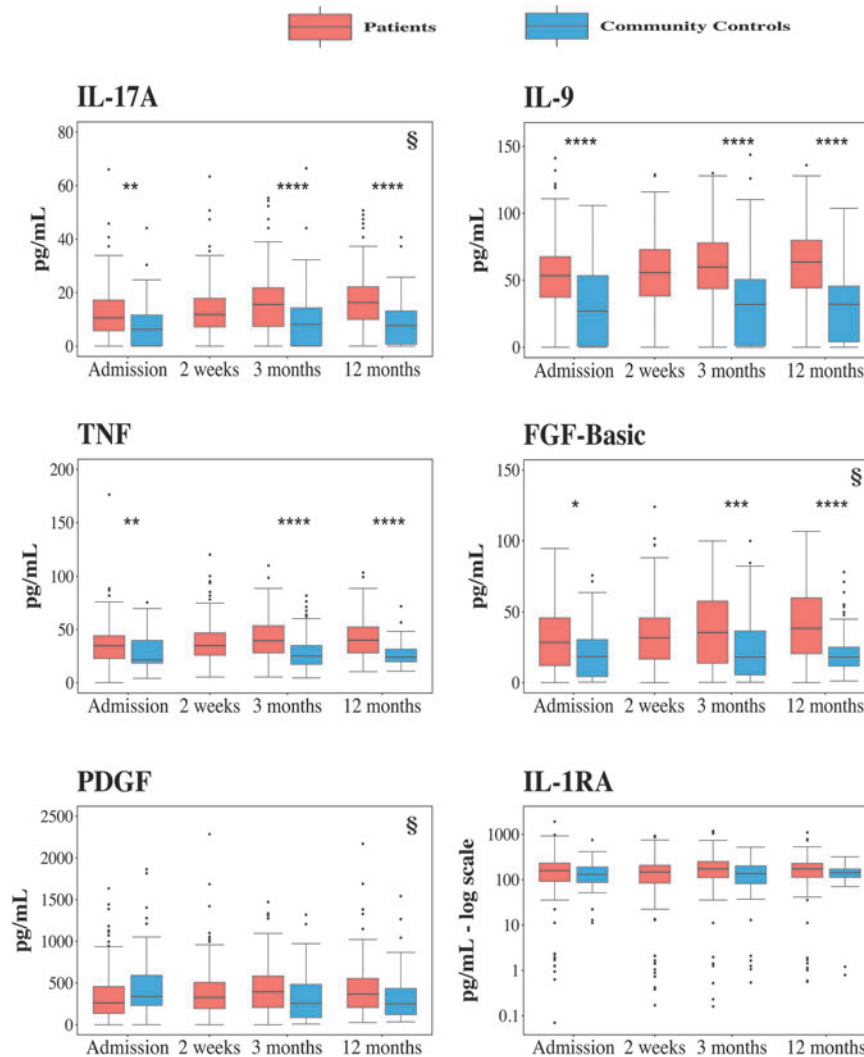 Patients Community Controls
IL-17A
§
80
60
40
20
0
pg/mL
** **** ****
Admission 2 weeks 3 months 12 months
IL-9
150
100
50
0
pg/mL
**** **** ****
Admission 2 weeks 3 months 12 months
TNF
200
150
100
50
0
pg/mL
** **** ****
Admission 2 weeks 3 months 12 months
FGF-Basic
§
150
100
50
0
pg/mL
* *** ****
Admission 2 weeks 3 months 12 months
PDGF
§
2500
2000
1500
1000
500
0
pg/mL
Admission 2 weeks 3 months 12 months
IL-1RA
1000
100
10
1
0.1
pg/mL - log scale
Admission 2 weeks 3 months 12 months